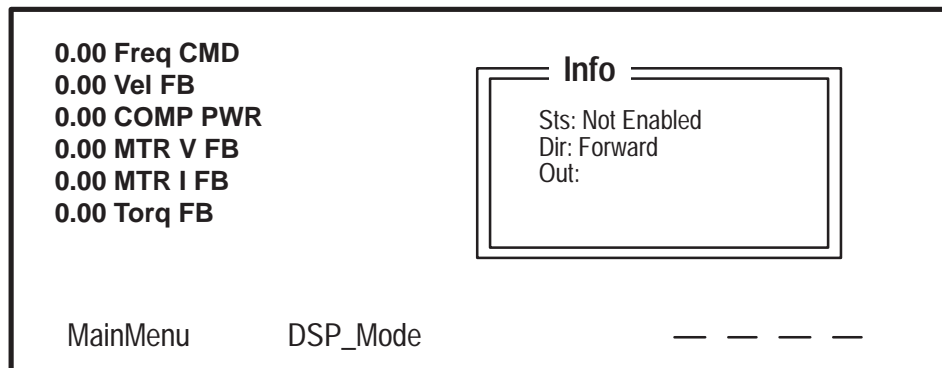 0.00 Freq CMD
0.00 Vel FB
0.00 COMP PWR
0.00 MTR V FB
0.00 MTR I FB
0.00 Torq FB
Info
Sts: Not Enabled
Dir: Forward
Out:
MainMenu DSP_Mode — — — —